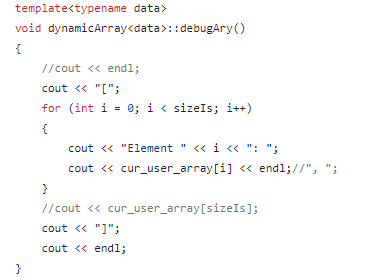 template<typename data>
void dynamicArray<data>::debugAry()
{
    //cout << endl;
    cout << "[";
    for (int i = 0; i < sizeIs; i++)
    {
        cout << "Element " << i << ": ";
        cout << cur_user_array[i] << endl;//", ";
    }
    //cout << cur_user_array[sizeIs];
    cout << "]";
    cout << endl;
}